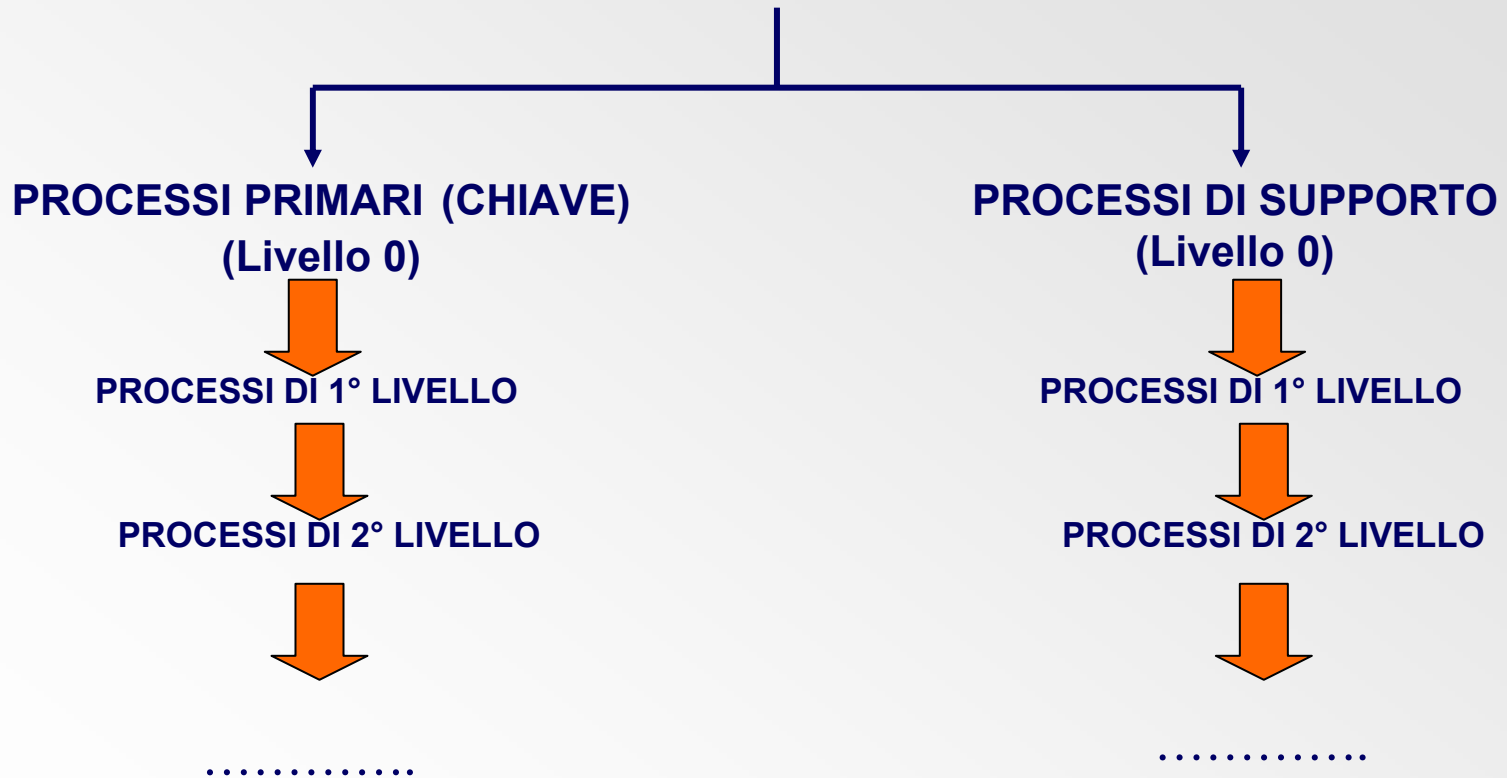 PROCESSI PRIMARI (CHIAVE)
(Livello 0)
PROCESSI DI 1° LIVELLO
PROCESSI DI 2° LIVELLO
.............
PROCESSI DI SUPPORTO
(Livello 0)
PROCESSI DI 1° LIVELLO
PROCESSI DI 2° LIVELLO
.............